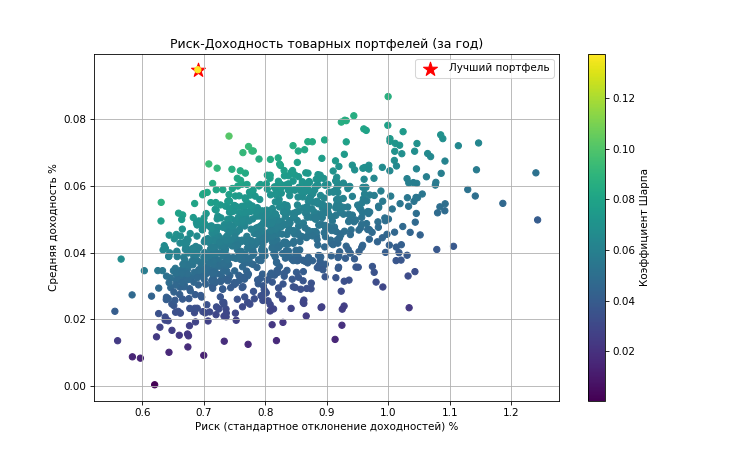 Риск-Доходность товарных портфелей (за год)
Лучший портфель
Средняя доходность %
0.08
0.06
0.04
0.02
0.00
0.6 0.7 0.8 0.9 1.0 1.1 1.2
Риск (стандартное отклонение доходностей) %
0.12
0.10
0.08
0.06
0.04
0.02
Коэффициент Шарпа